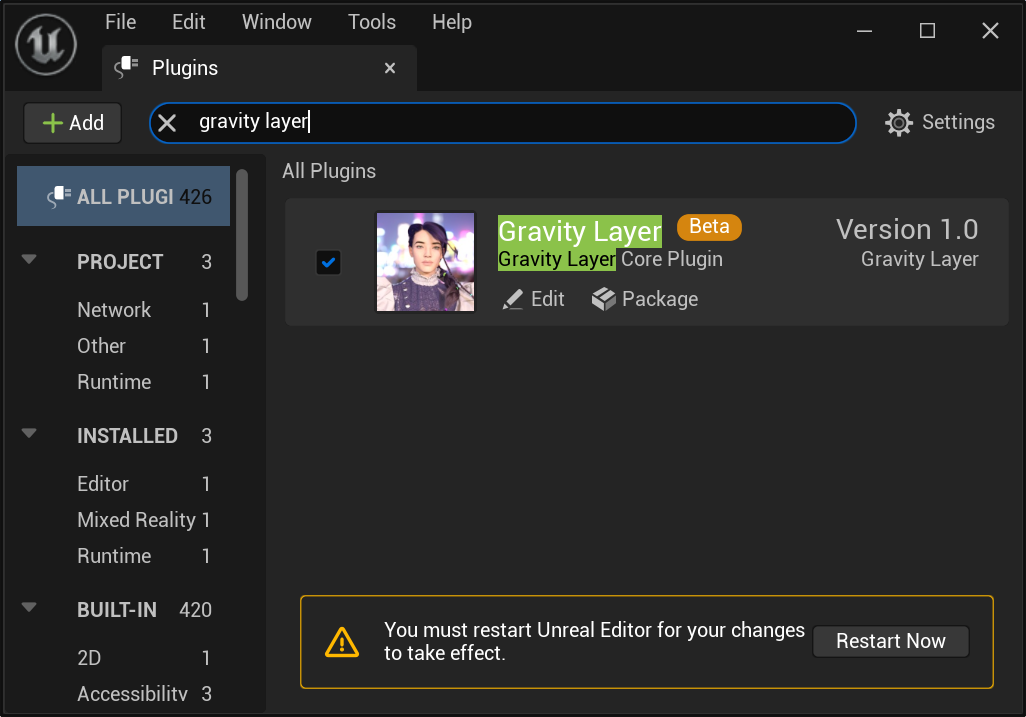 File Edit Window Tools Help
Plugins
Add gravity layer Settings
All Plugins
ALL PLUGI 426
PROJECT 3
Network 1
Other 1
Runtime 1
INSTALLED 3
Editor 1
Mixed Reality 1
Runtime 1
BUILT-IN 420
2D 1
Accessibility 3
Gravity Layer Beta Version 1.0
Gravity Layer Core Plugin Gravity Layer
Edit Package
You must restart Unreal Editor for your changes
to take effect.
Restart Now